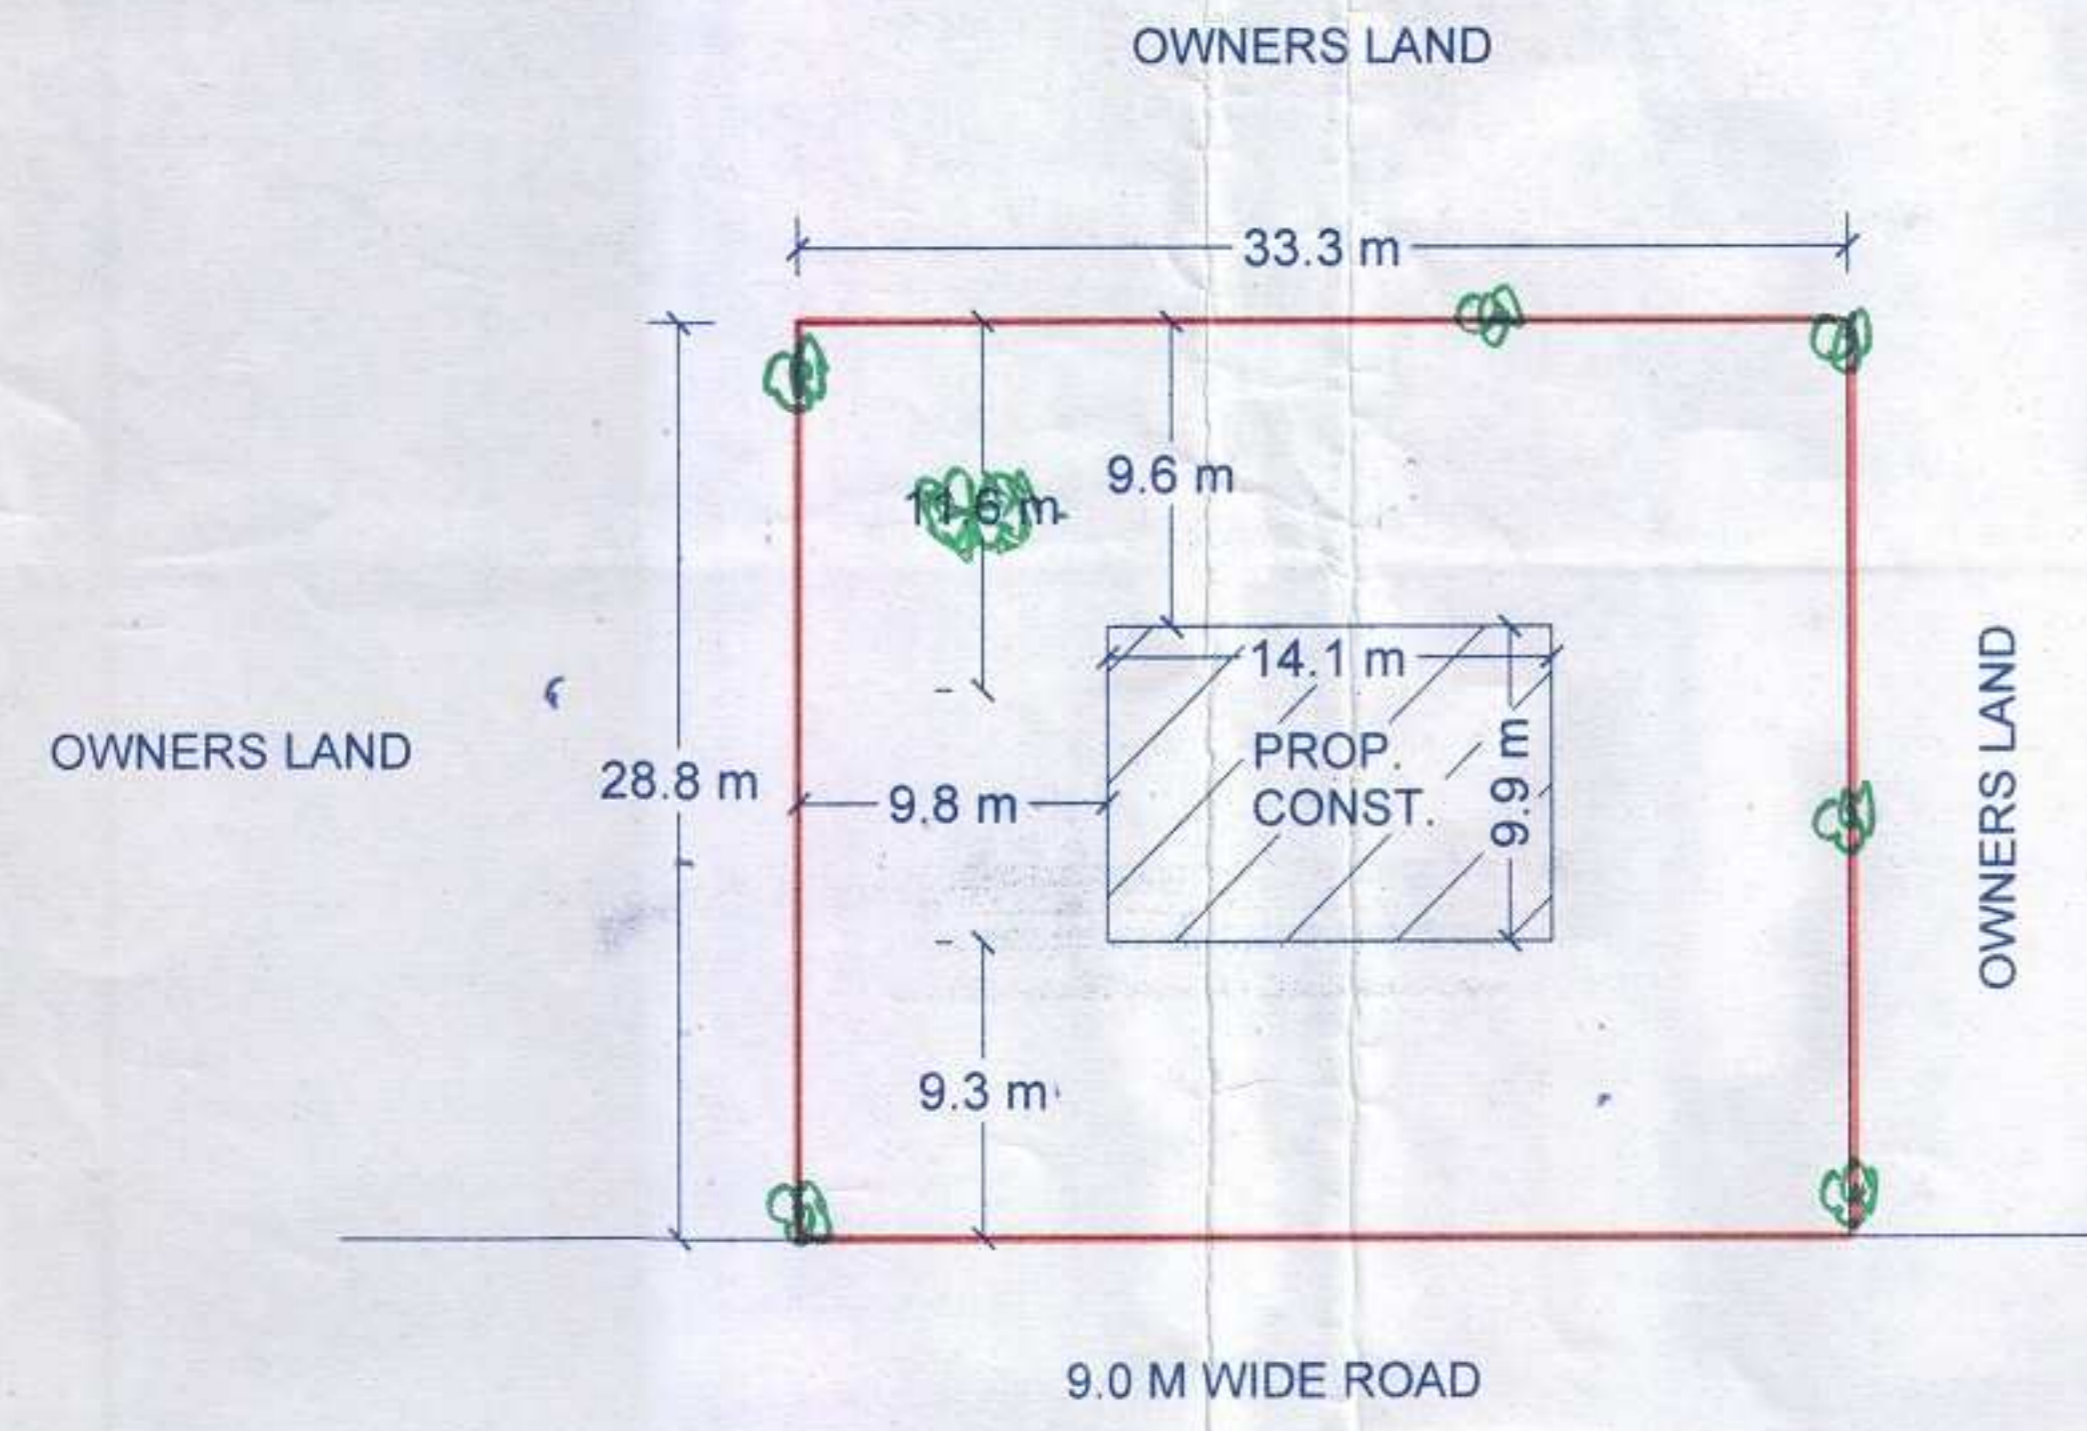 OWNERS LAND
33.3 m
9.6 m
11.6 m
14.1 m
OWNERS LAND
28.8 m
9.8 m
PROP.
CONST.
9.9 m
OWNERS LAND
9.3 m
9.0 M WIDE ROAD